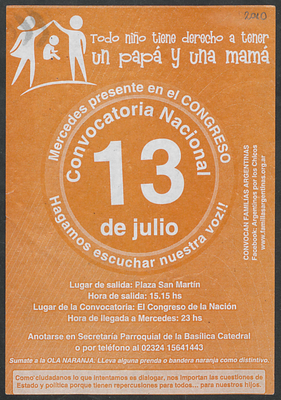 2010
Todo niño tiene derecho a tener
un papá y una mamá
Mercedes presente en el CONGRESO
Convocatoria Nacional
13
de julio
Hagamos escuchar nuestra voz!!
CONVOCAN FAMILIAS ARGENTINAS
Facebook: Argentinos por los Chicos
www.familiasargentinas.org.ar
Lugar de salida: Plaza San Martín
Hora de salida: 15.15 hs
Lugar de la Convocatoria: El Congreso de la Nación
Hora de llegada a Mercedes: 23 hs
Anotarse en Secretaría Parroquial de la Basílica Catedral
o por teléfono al 02324 15641443
Sumate a la OLA NARANJA. LLeva alguna prenda o bandera naranja como distintivo.
Como ciudadanos lo que intentamos es dialogar, nos importan las cuestiones de
Estado y política porque tienen repercusiones para todos... para nuestros hijos.